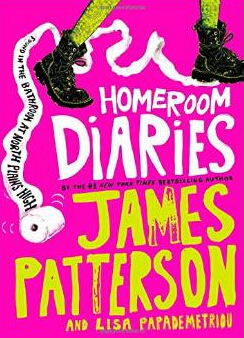 FOUND IN THE BATHROOM AT NORTH PLAINS HIGH
HOMEROOM
DIARIES
BY THE #1 NEW YORK TIMES BESTSELLING AUTHOR
JAMES
PATTERSON
AND LISA PAPADEMETRIOU